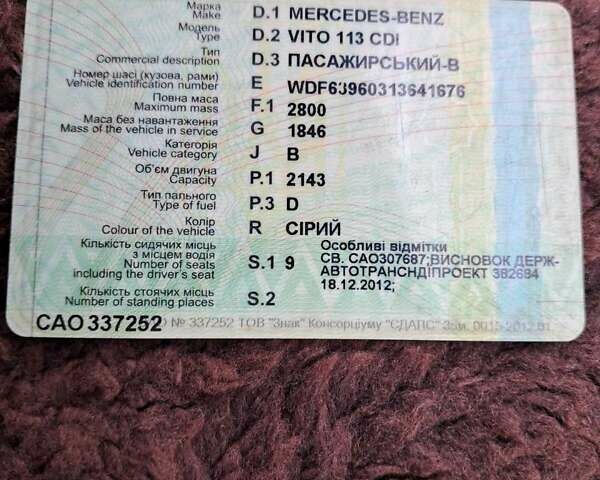 Марка
Make D.1 MERCEDES-BENZ
Модель
Type D.2 VITO 113 CDI
Тип
Commercial description D.3 ПАСАЖИРСЬКИЙ-В
Номер шасі (кузова, рами)
Vehicle identification number E WDF63960313641676
Повна маса
Maximum mass F.1 2800
Маса без навантаження
Mass of the vehicle in service G 1846
Категорія
Vehicle category J B
Об'єм двигуна
Capacity P.1 2143
Тип пального
Type of fuel P.3 D
Колір
Colour of the vehicle R СІРИЙ
Кількість сидячих місць
з місцем водія
Number of seats
including the driver's seat S.1 9
Особливі відмітки
СВ. САО307687;ВИСНОВОК ДЕРЖ-
АВТОТРАНСНДІПРОЕКТ 382684
18.12.2012;
Кількість стоячих місць
Number of standing places S.2
САО 337252
№ 337252 ТОВ "Знак" Консорціуму "ЄДАПС" Зам.